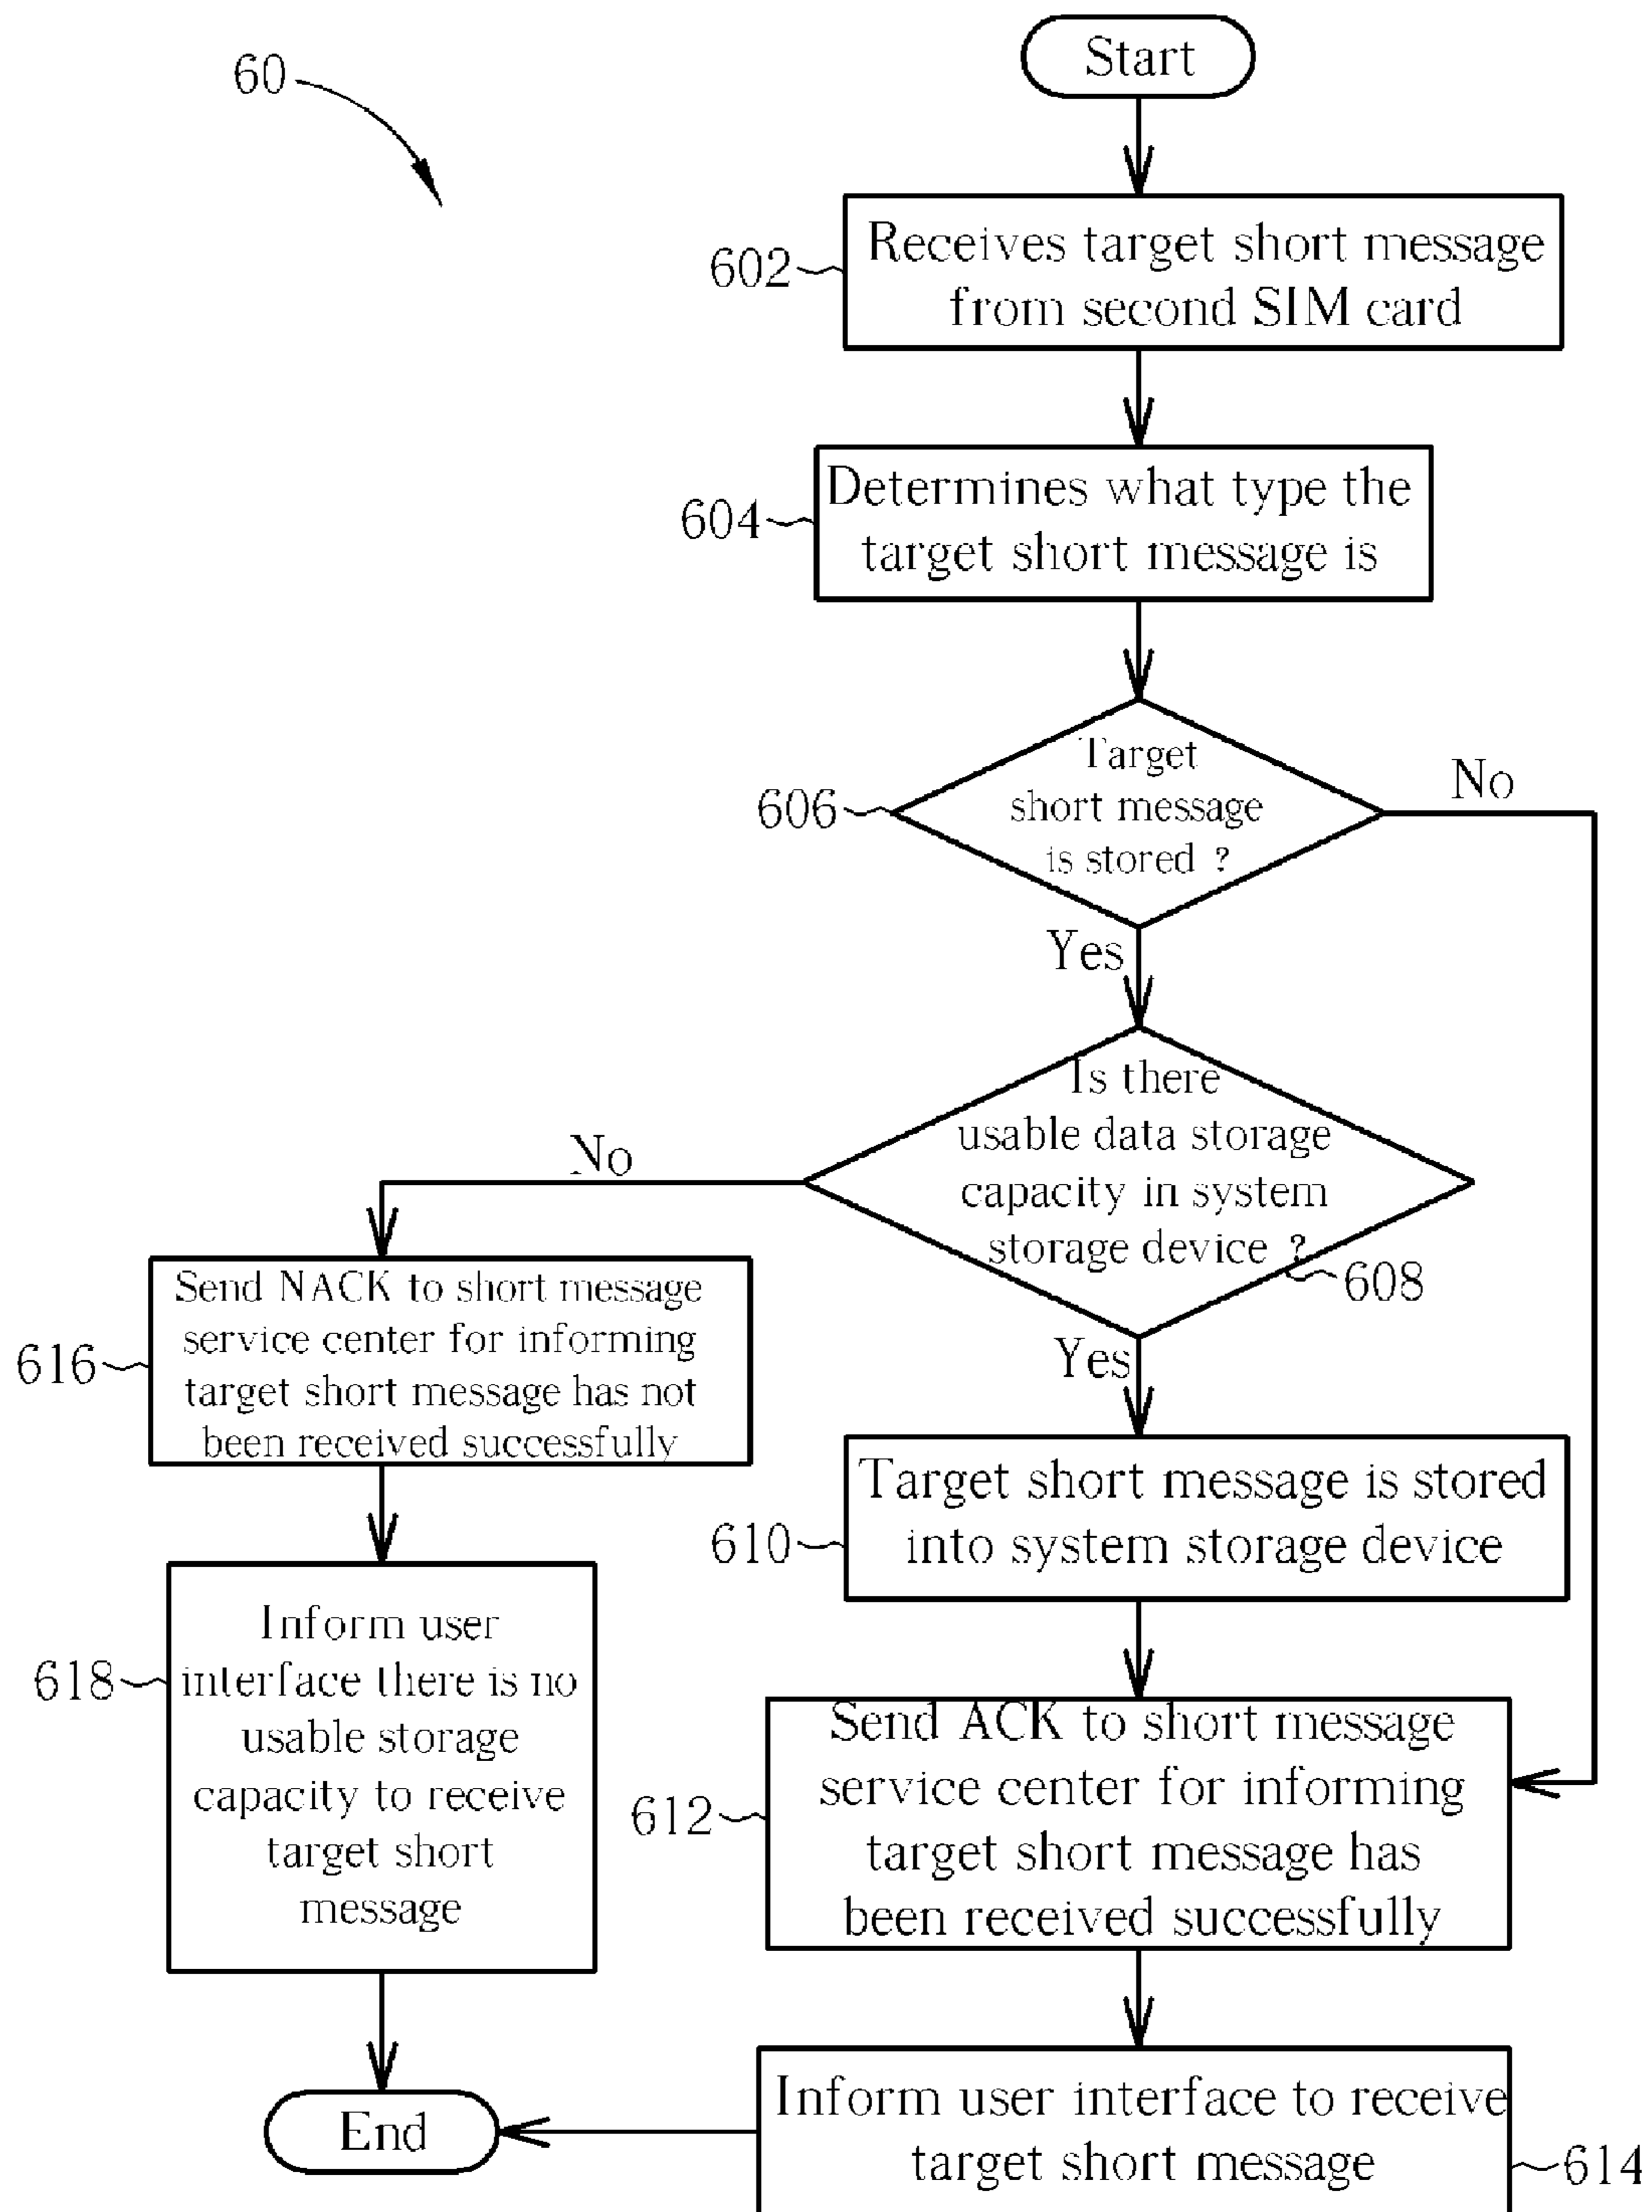 60
Start
602
Receives target short message
from second SIM card
604
Determines what type the
target short message is
606
Target
short message
is stored ?
No
Yes
Is there
usable data storage
capacity in system
storage device ?
608
No
Yes
616
Send NACK to short message
service center for informing
target short message has not
been received successfully
610
Target short message is stored
into system storage device
618
Inform user
interface there is no
usable storage
capacity to receive
target short
message
612
Send ACK to short message
service center for informing
target short message has
been received successfully
End
Inform user interface to receive
target short message
614